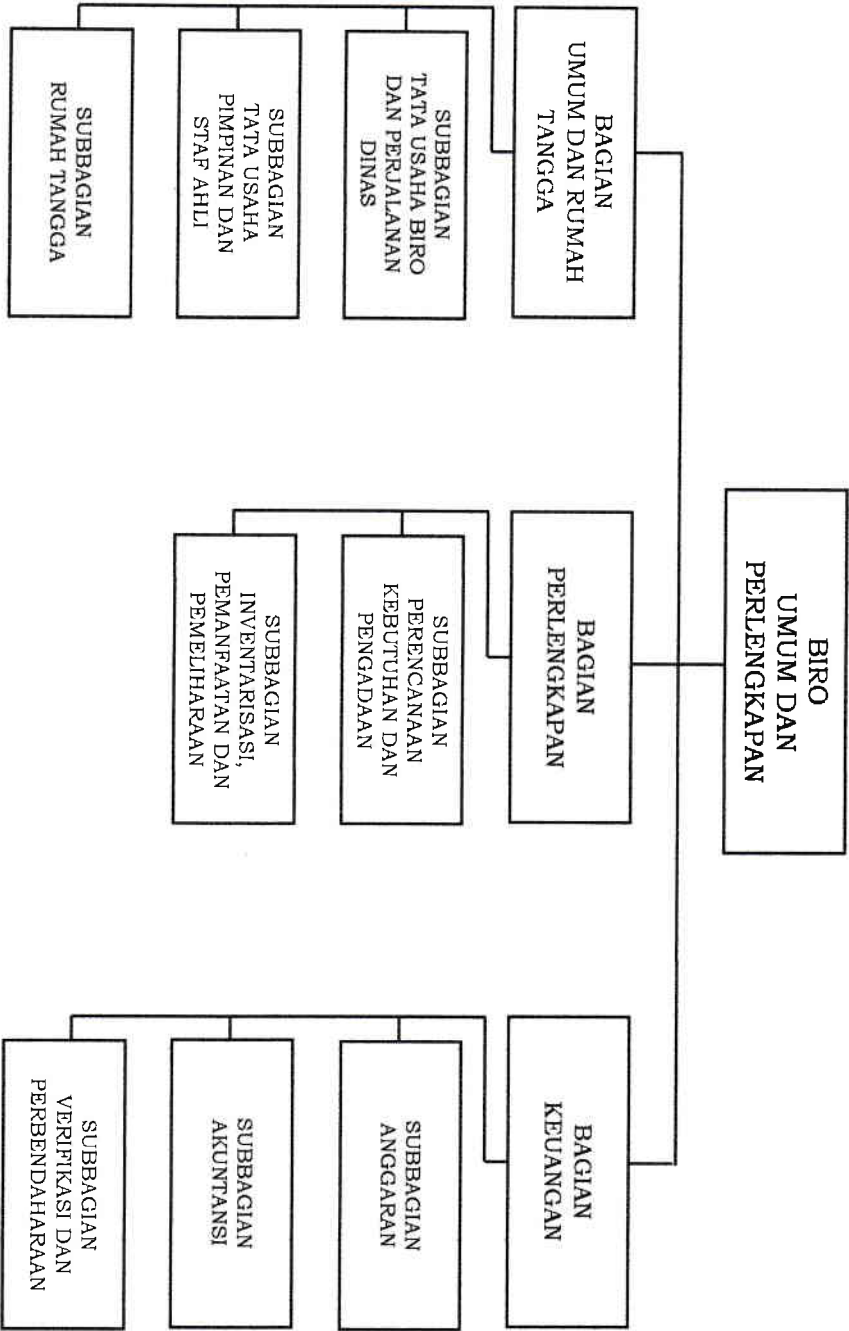 BIRO
UMUM DAN
PERLENGKAPAN
BAGIAN
UMUM DAN RUMAH
TANGGA
SUBBAGIAN
TATA USAHA BIRO
DAN PERJALANAN
DINAS
SUBBAGIAN
TATA USAHA
PIMPINAN DAN
STAF AHLI
SUBBAGIAN
RUMAH TANGGA
BAGIAN
PERLENGKAPAN
SUBBAGIAN
PERENCANAAN
KEBUTUHAN DAN
PENGADAAN
SUBBAGIAN
INVENTARISASI,
PEMANFAATAN DAN
PEMELIHARAAN
BAGIAN
KEUANGAN
SUBBAGIAN
ANGGARAN
SUBBAGIAN
AKUNTANSI
SUBBAGIAN
VERIFIKASI DAN
PERBENDAHARAAN